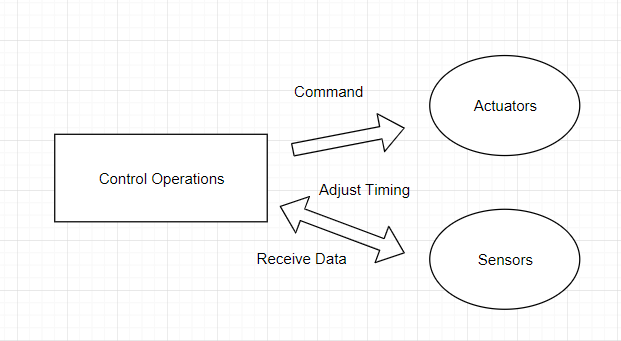 Command
Actuators
Control Operations
Adjust Timing
Receive Data
Sensors